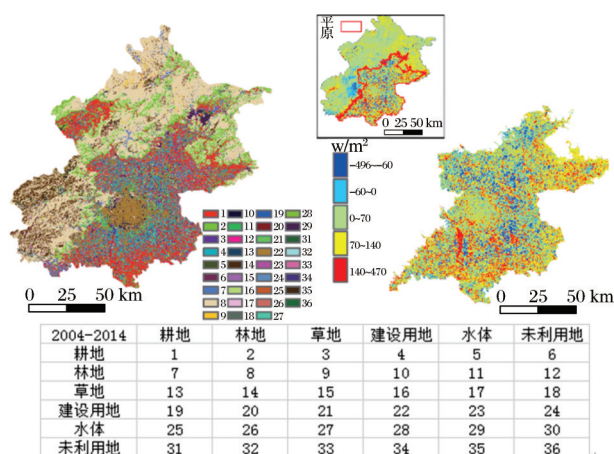 平原
0 25 50 km
w/m²
-496--60
-60-0
0-70
70-140
140-470
1 10 19 28
2 11 20 29
3 12 21 31
4 13 22 32
5 14 23 33
6 15 24 34
7 16 25 35
8 17 26 36
9 18 27
0 25 50 km
0 25 50 km
2004-2014 耕地 林地 草地 建设用地 水体 未利用地
耕地 1 2 3 4 5 6
林地 7 8 9 10 11 12
草地 13 14 15 16 17 18
建设用地 19 20 21 22 23 24
水体 25 26 27 28 29 30
未利用地 31 32 33 34 35 36